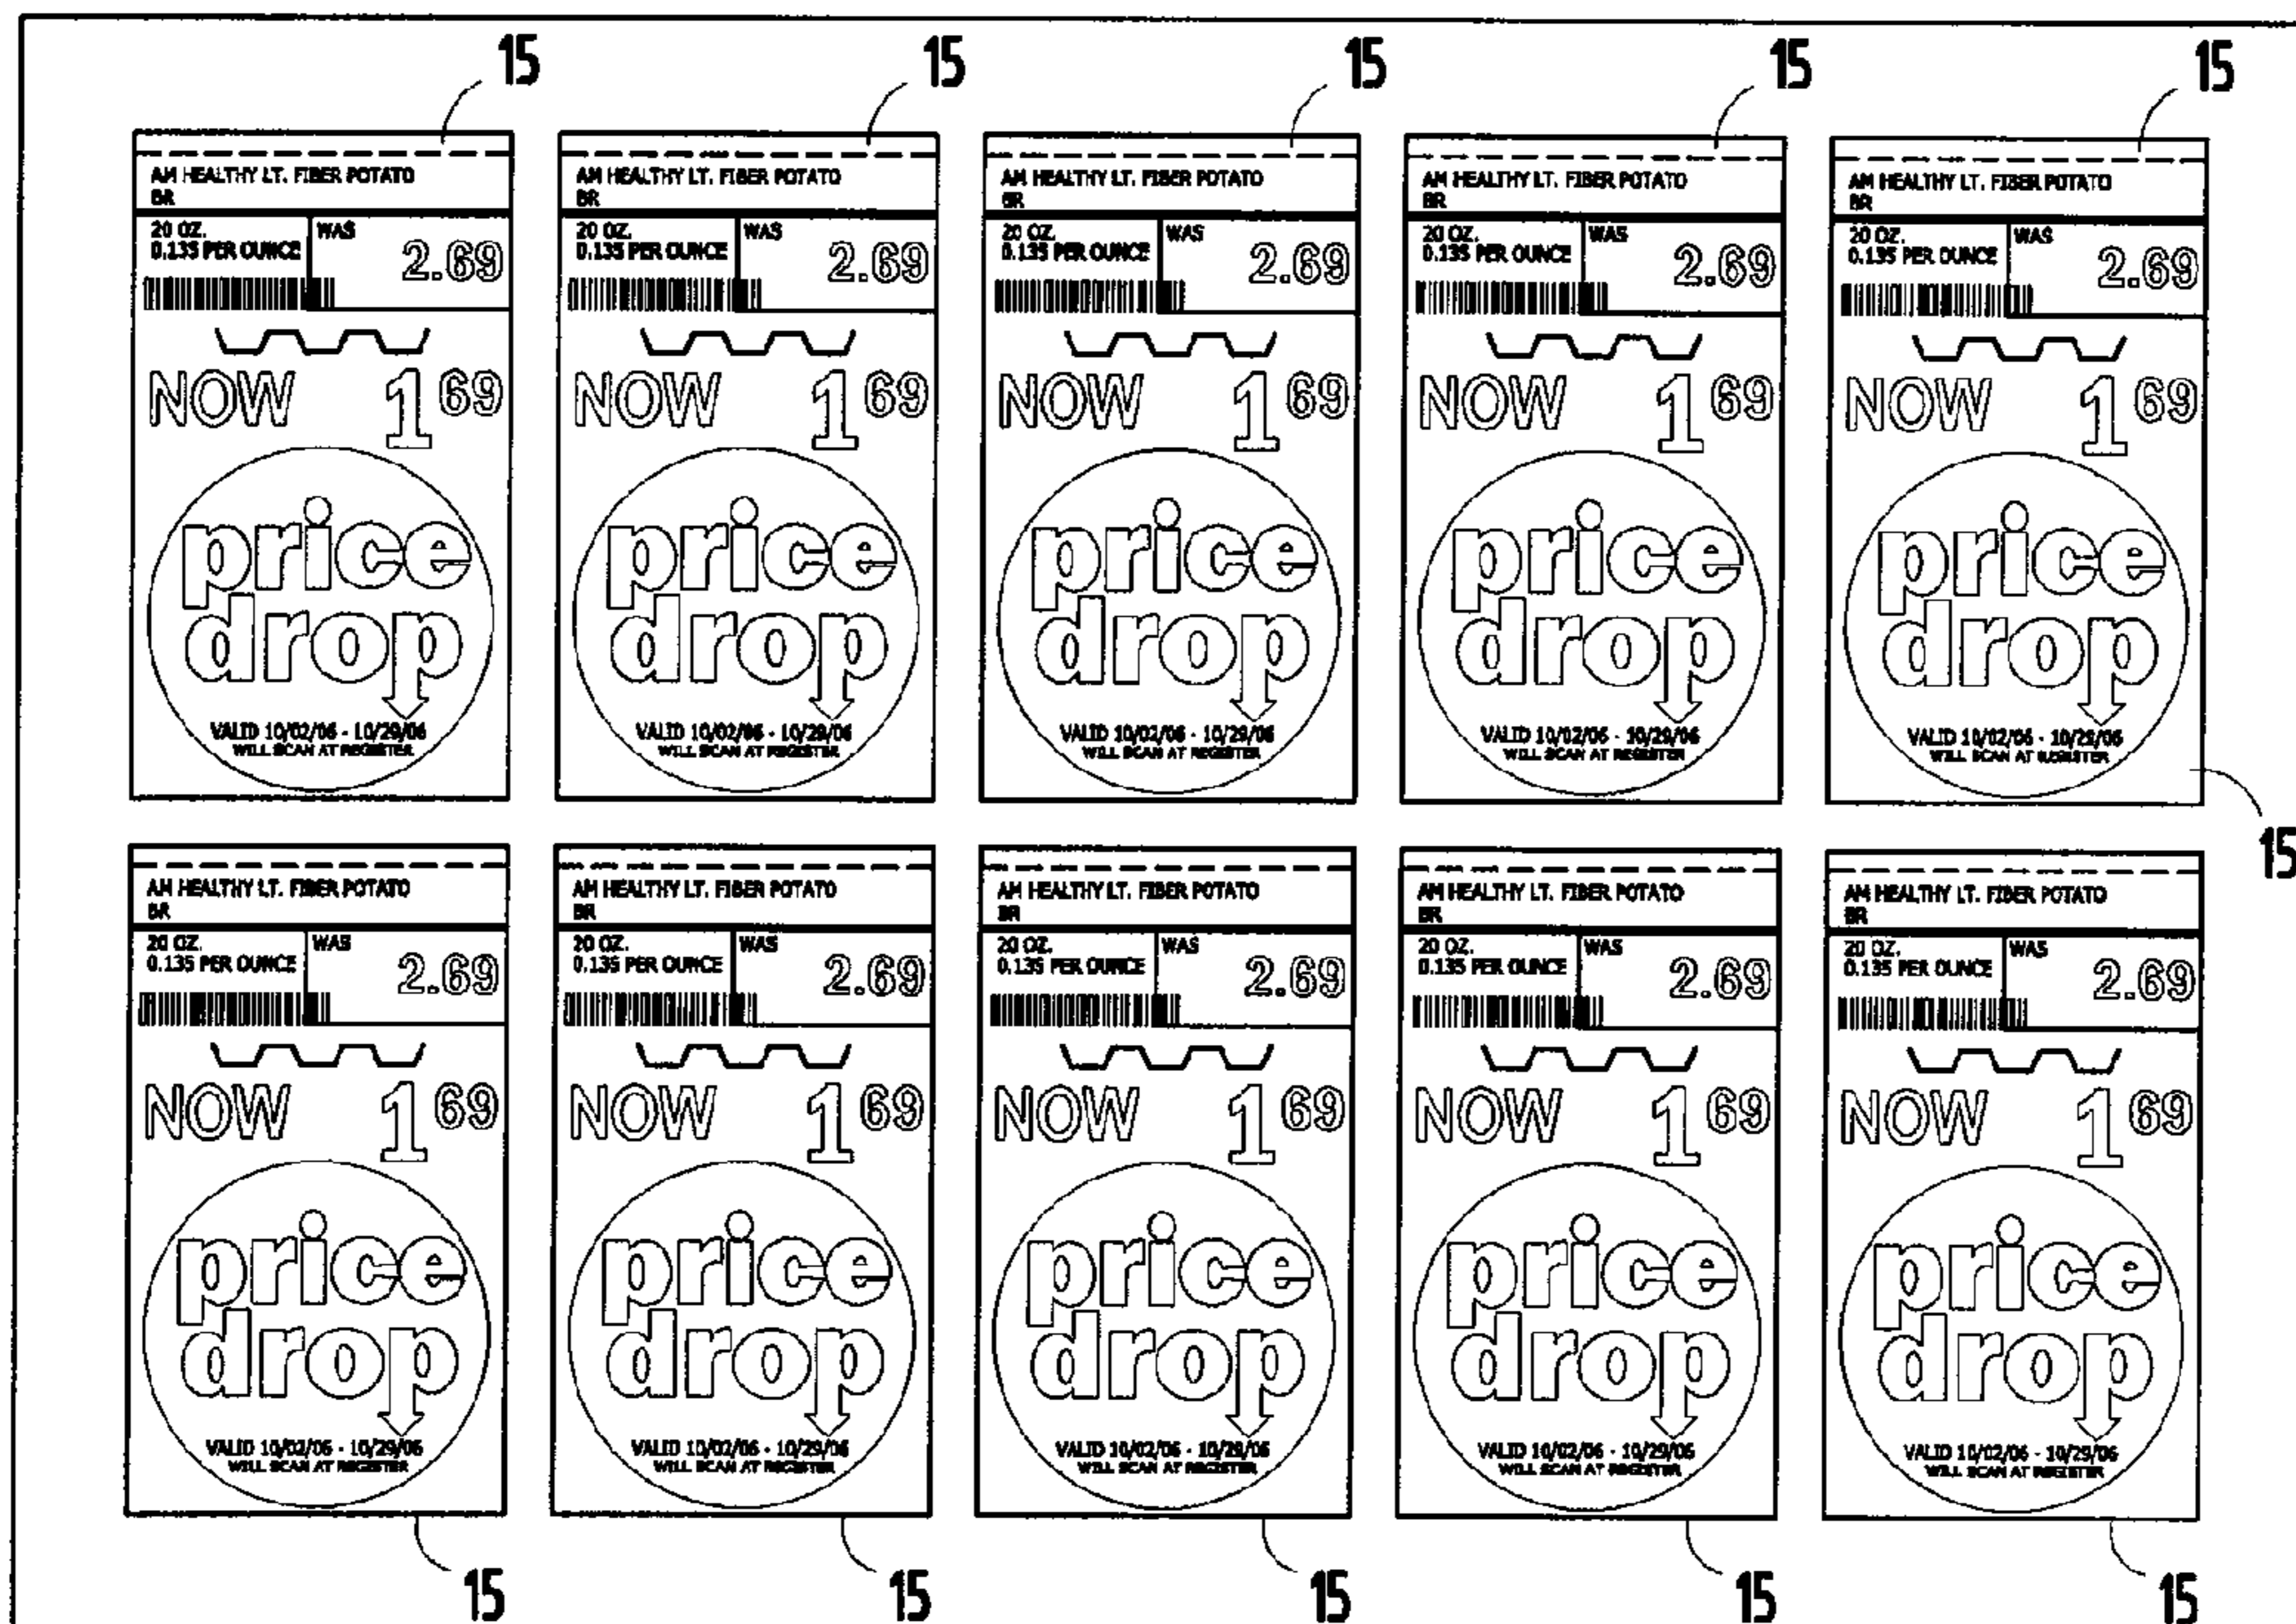 15 15 15 15 15
AM HEALTHY LT. FIBER POTATO
BR
20 OZ.
0.135 PER OUNCE
WAS
2.69
NOW 1 69
price
drop
VALID 10/02/06 - 10/29/06
WILL SCAN AT REGISTER
AM HEALTHY LT. FIBER POTATO
BR
20 OZ.
0.135 PER OUNCE
WAS
2.69
NOW 1 69
price
drop
VALID 10/02/06 - 10/29/06
WILL SCAN AT REGISTER
AM HEALTHY LT. FIBER POTATO
BR
20 OZ.
0.135 PER OUNCE
WAS
2.69
NOW 1 69
price
drop
VALID 10/02/06 - 10/29/06
WILL SCAN AT REGISTER
AM HEALTHY LT. FIBER POTATO
BR
20 OZ.
0.135 PER OUNCE
WAS
2.69
NOW 1 69
price
drop
VALID 10/02/06 - 10/29/06
WILL SCAN AT REGISTER
AM HEALTHY LT. FIBER POTATO
BR
20 OZ.
0.135 PER OUNCE
WAS
2.69
NOW 1 69
price
drop
VALID 10/02/06 - 10/29/06
WILL SCAN AT REGISTER
15
AM HEALTHY LT. FIBER POTATO
BR
20 OZ.
0.135 PER OUNCE
WAS
2.69
NOW 1 69
price
drop
VALID 10/02/06 - 10/29/06
WILL SCAN AT REGISTER
AM HEALTHY LT. FIBER POTATO
BR
20 OZ.
0.135 PER OUNCE
WAS
2.69
NOW 1 69
price
drop
VALID 10/02/06 - 10/29/06
WILL SCAN AT REGISTER
AM HEALTHY LT. FIBER POTATO
BR
20 OZ.
0.135 PER OUNCE
WAS
2.69
NOW 1 69
price
drop
VALID 10/02/06 - 10/29/06
WILL SCAN AT REGISTER
AM HEALTHY LT. FIBER POTATO
BR
20 OZ.
0.135 PER OUNCE
WAS
2.69
NOW 1 69
price
drop
VALID 10/02/06 - 10/29/06
WILL SCAN AT REGISTER
AM HEALTHY LT. FIBER POTATO
BR
20 OZ.
0.135 PER OUNCE
WAS
2.69
NOW 1 69
price
drop
VALID 10/02/06 - 10/29/06
WILL SCAN AT REGISTER
15 15 15 15 15